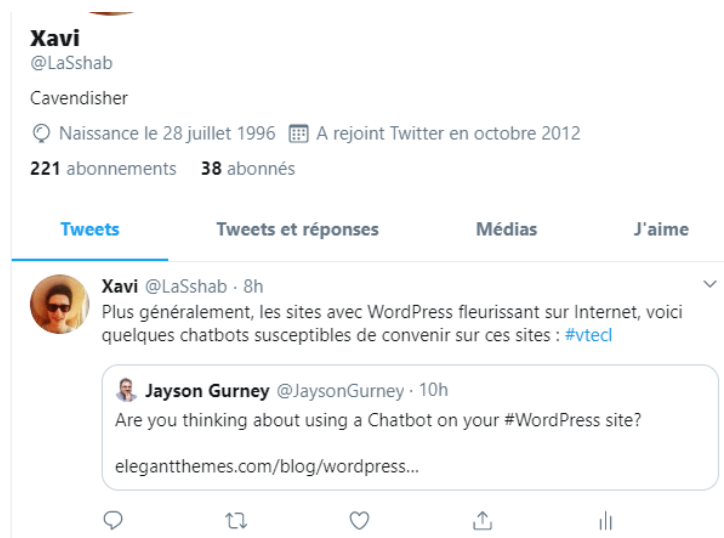 Xavi
@LaSshab
Cavendisher
Naissance le 28 juillet 1996 A rejoint Twitter en octobre 2012
221 abonnements 38 abonnés
Tweets Tweets et réponses Médias J'aime
Xavi @LaSshab · 8h
Plus généralement, les sites avec WordPress fleurissant sur Internet, voici
quelques chatbots susceptibles de convenir sur ces sites : #vtecl
Jayson Gurney @JaysonGurney · 10h
Are you thinking about using a Chatbot on your #WordPress site?
elegantthemes.com/blog/wordpress...